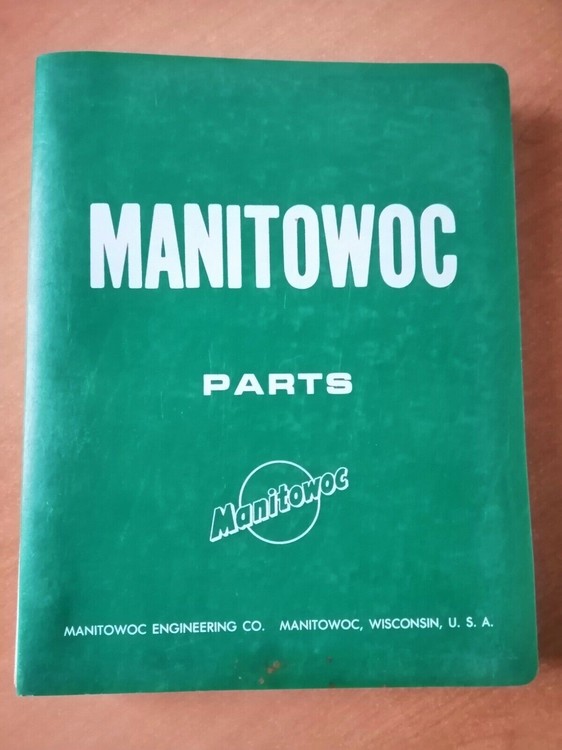 MANITOWOC
PARTS
Manitowoc
MANITOWOC ENGINEERING CO. MANITOWOC, WISCONSIN, U. S. A.